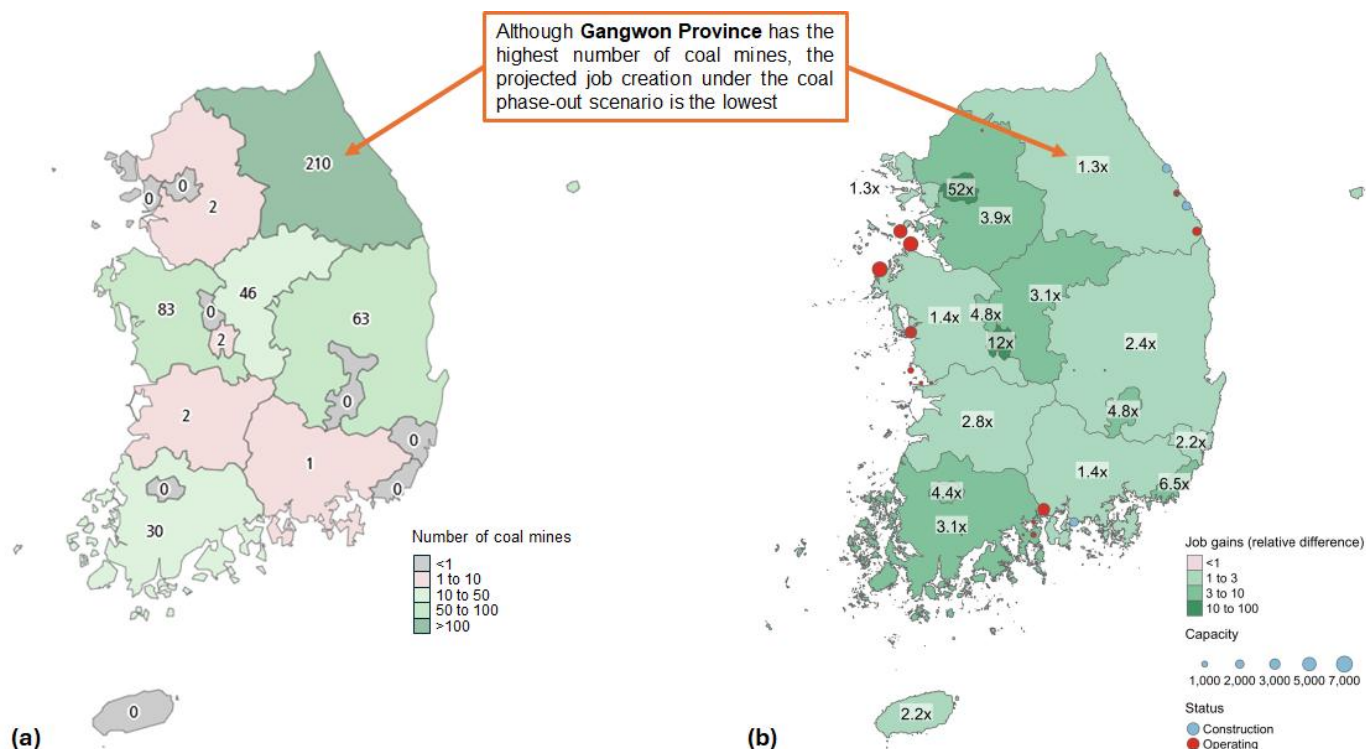 Although Gangwon Province has the
highest number of coal mines, the
projected job creation under the coal
phase-out scenario is the lowest
210
0
0
2
46
83
0
63
2
0
2
0
1
0
0
30
0
Number of coal mines
<1
1 to 10
10 to 50
50 to 100
>100
(a)
1.3x
1.3x
52x
3.9x
3.1x
4.8x
1.4x
12x
2.4x
4.8x
2.8x
2.2x
1.4x
6.5x
4.4x
3.1x
2.2x
Job gains (relative difference)
<1
1 to 3
3 to 10
10 to 100
Capacity
1,000 2,000 3,000 5,000 7,000
Status
Construction
Operating
(b)